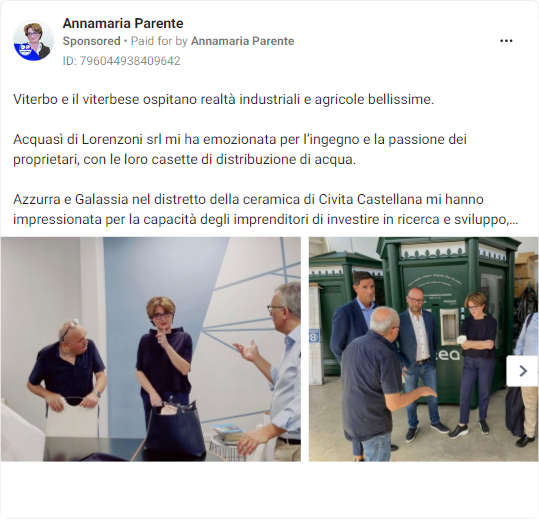 Annamaria Parente
Sponsored • Paid for by Annamaria Parente
ID: 796044938409642
Viterbo e il viterbese ospitano realtà industriali e agricole bellissime.
Acquasì di Lorenzoni srl mi ha emozionata per l'ingegno e la passione dei
proprietari, con le loro casette di distribuzione di acqua.
Azzurra e Galassia nel distretto della ceramica di Civita Castellana mi hanno
impressionata per la capacità degli imprenditori di investire in ricerca e sviluppo,...